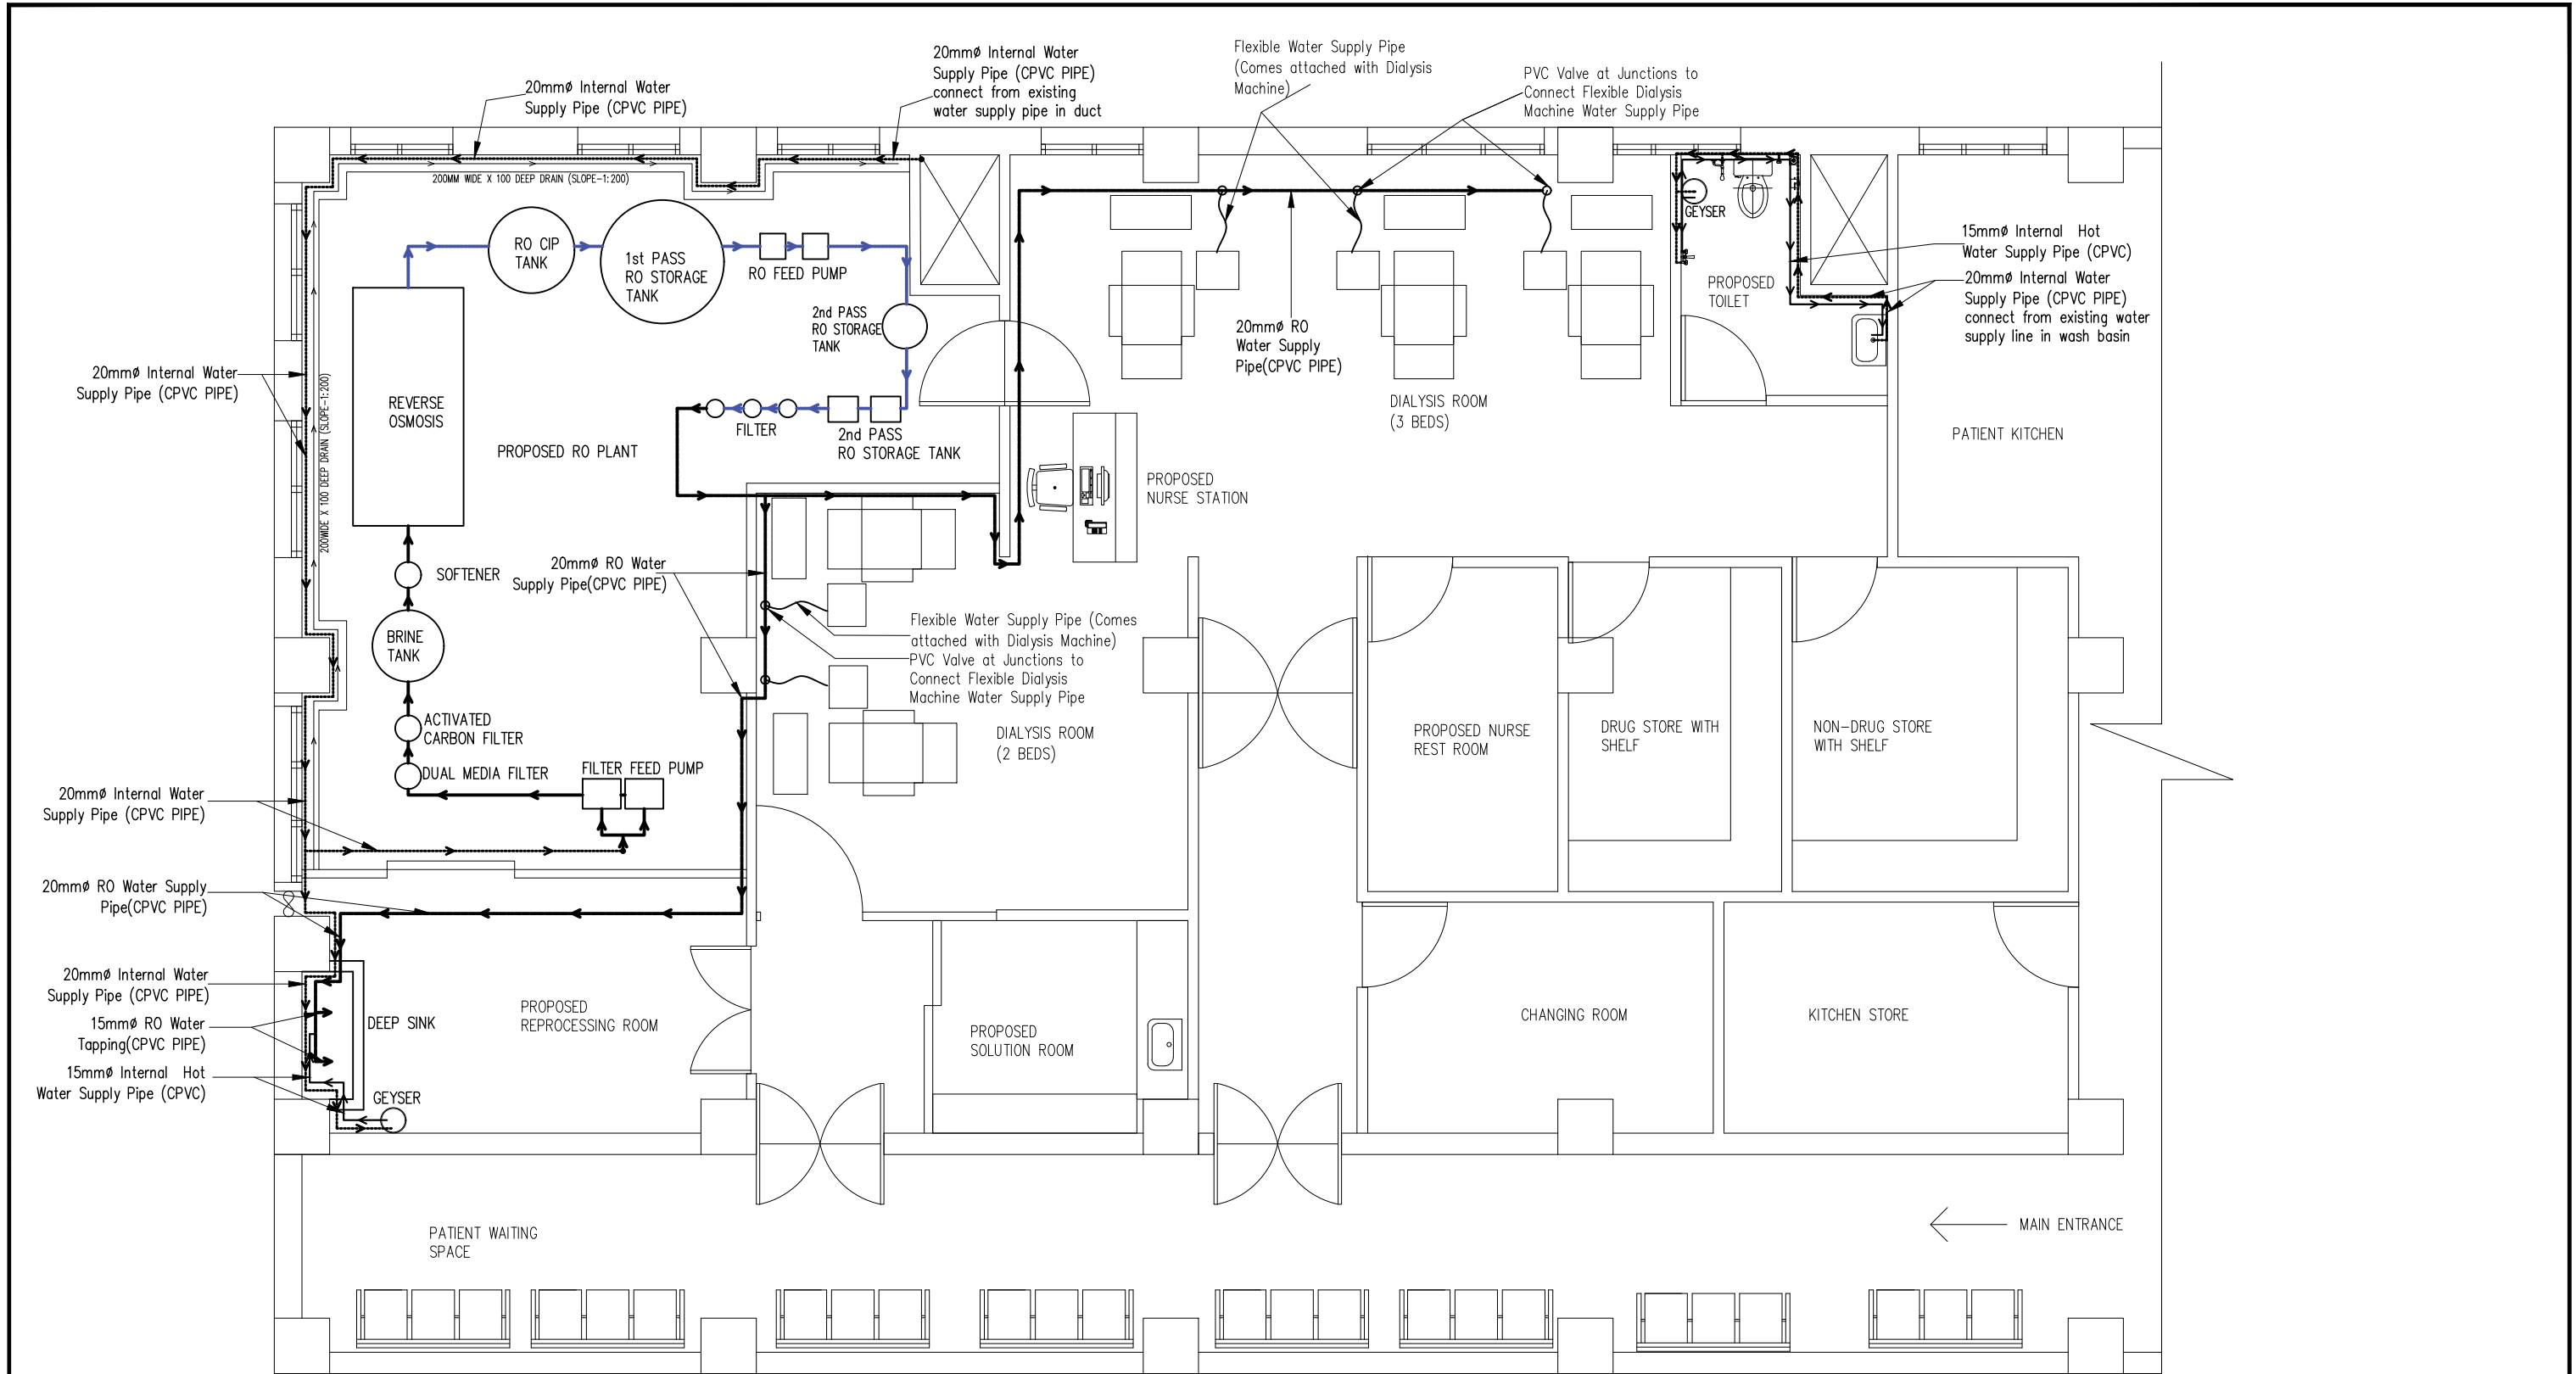 20mmø Internal Water
Supply Pipe (CPVC PIPE)
20mmø Internal Water
Supply Pipe (CPVC PIPE)
connect from existing
water supply pipe in duct
Flexible Water Supply Pipe
(Comes attached with Dialysis
Machine)
PVC Valve at Junctions to
Connect Flexible Dialysis
Machine Water Supply Pipe
200MM WIDE X 100 DEEP DRAIN (SLOPE-1:200)
RO CIP
TANK
1st PASS
RO STORAGE
TANK
RO FEED PUMP
2nd PASS
RO STORAGE
TANK
GEYSER
PROPOSED
TOILET
15mmø Internal  Hot
Water Supply Pipe (CPVC)
20mmø Internal Water
Supply Pipe (CPVC PIPE)
connect from existing water
supply line in wash basin
20mmø RO
Water Supply
Pipe(CPVC PIPE)
20mmø Internal Water
Supply Pipe (CPVC PIPE)
200WIDE X 100 DEEP DRAIN (SLOPE-1:200)
REVERSE
OSMOSIS
FILTER
2nd PASS
RO STORAGE TANK
PROPOSED RO PLANT
DIALYSIS ROOM
(3 BEDS)
PATIENT KITCHEN
PROPOSED
NURSE STATION
SOFTENER
20mmø RO Water
Supply Pipe(CPVC PIPE)
BRINE
TANK
Flexible Water Supply Pipe (Comes
attached with Dialysis Machine)
PVC Valve at Junctions to
Connect Flexible Dialysis
Machine Water Supply Pipe
ACTIVATED
CARBON FILTER
DUAL MEDIA FILTER
FILTER FEED PUMP
DIALYSIS ROOM
(2 BEDS)
PROPOSED NURSE
REST ROOM
DRUG STORE WITH
SHELF
NON-DRUG STORE
WITH SHELF
20mmø Internal Water
Supply Pipe (CPVC PIPE)
20mmø RO Water Supply
Pipe(CPVC PIPE)
20mmø Internal Water
Supply Pipe (CPVC PIPE)
15mmø RO Water
Tapping(CPVC PIPE)
15mmø Internal  Hot
Water Supply Pipe (CPVC)
DEEP SINK
GEYSER
PROPOSED
REPROCESSING ROOM
PROPOSED
SOLUTION ROOM
CHANGING ROOM
KITCHEN STORE
PATIENT WAITING
SPACE
MAIN ENTRANCE